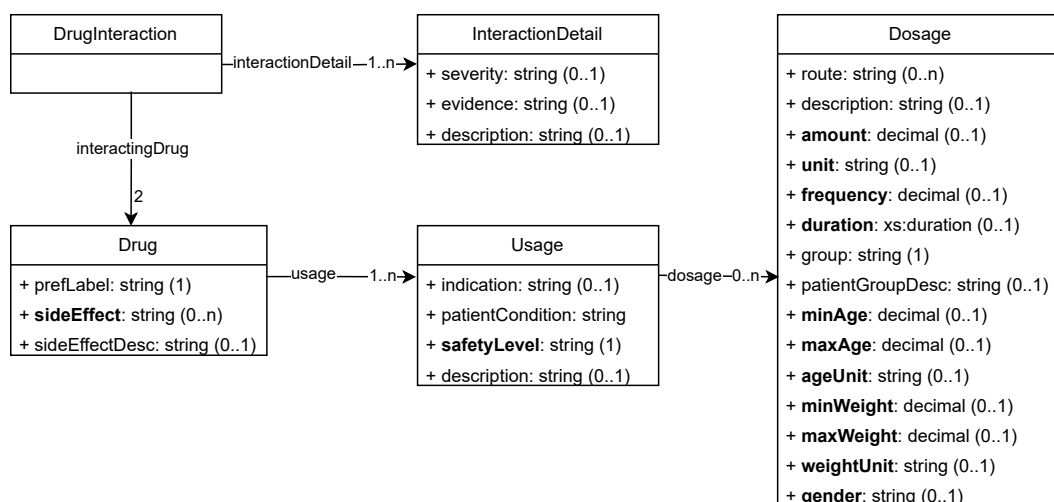 DrugInteraction
interactionDetail
1..n
InteractionDetail
+ severity: string (0..1)
+ evidence: string (0..1)
+ description: string (0..1)
interactingDrug
2
Drug
+ prefLabel: string (1)
+ sideEffect: string (0..n)
+ sideEffectDesc: string (0..1)
usage
1..n
Usage
+ indication: string (0..1)
+ patientCondition: string
+ safetyLevel: string (1)
+ description: string (0..1)
dosage
0..n
Dosage
+ route: string (0..n)
+ description: string (0..1)
+ amount: decimal (0..1)
+ unit: string (0..1)
+ frequency: decimal (0..1)
+ duration: xs:duration (0..1)
+ group: string (1)
+ patientGroupDesc: string (0..1)
+ minAge: decimal (0..1)
+ maxAge: decimal (0..1)
+ ageUnit: string (0..1)
+ minWeight: decimal (0..1)
+ maxWeight: decimal (0..1)
+ weightUnit: string (0..1)
+ gender: string (0..1)